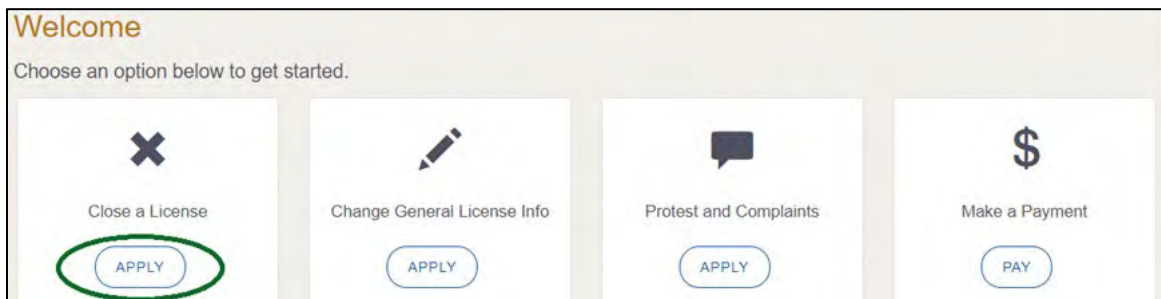 Welcome
Choose an option below to get started.
$
Close a License
Change General License Info
Protest and Complaints
Make a Payment
APPLY
APPLY
APPLY
PAY